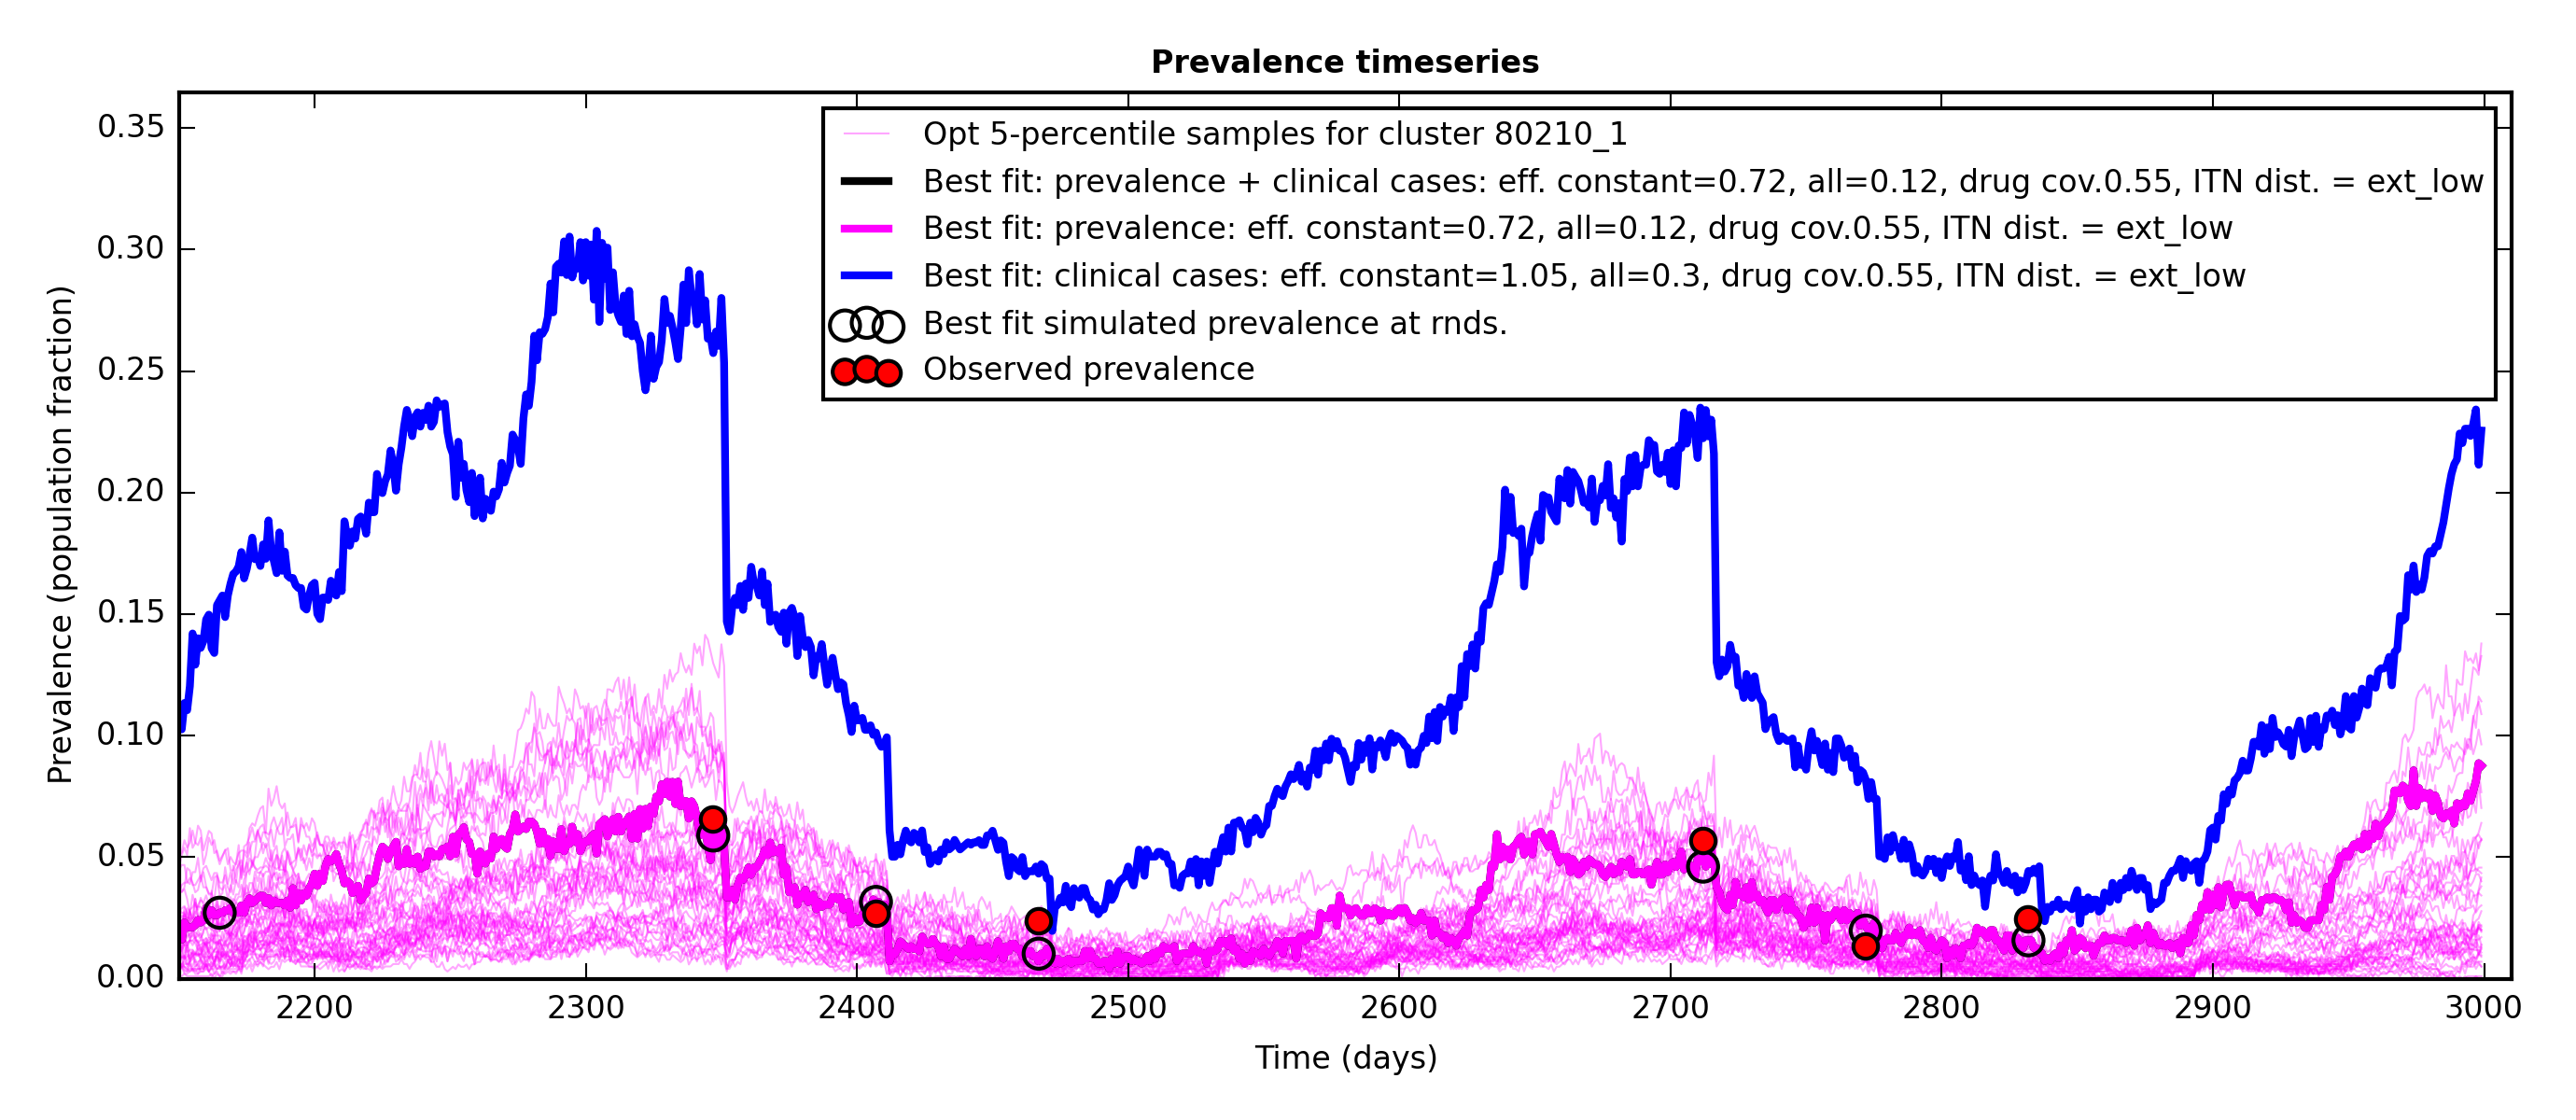 Prevalence timeseries
Opt 5-percentile samples for cluster 80210_1
Best fit: prevalence + clinical cases: eff. constant=0.72, all=0.12, drug cov.0.55, ITN dist. = ext_low
Best fit: prevalence: eff. constant=0.72, all=0.12, drug cov.0.55, ITN dist. = ext_low
Best fit: clinical cases: eff. constant=1.05, all=0.3, drug cov.0.55, ITN dist. = ext_low
Best fit simulated prevalence at rnds.
Observed prevalence
Prevalence (population fraction)
0.35
0.30
0.25
0.20
0.15
0.10
0.05
0.00
2200 2300 2400 2500 2600 2700 2800 2900 3000
Time (days)